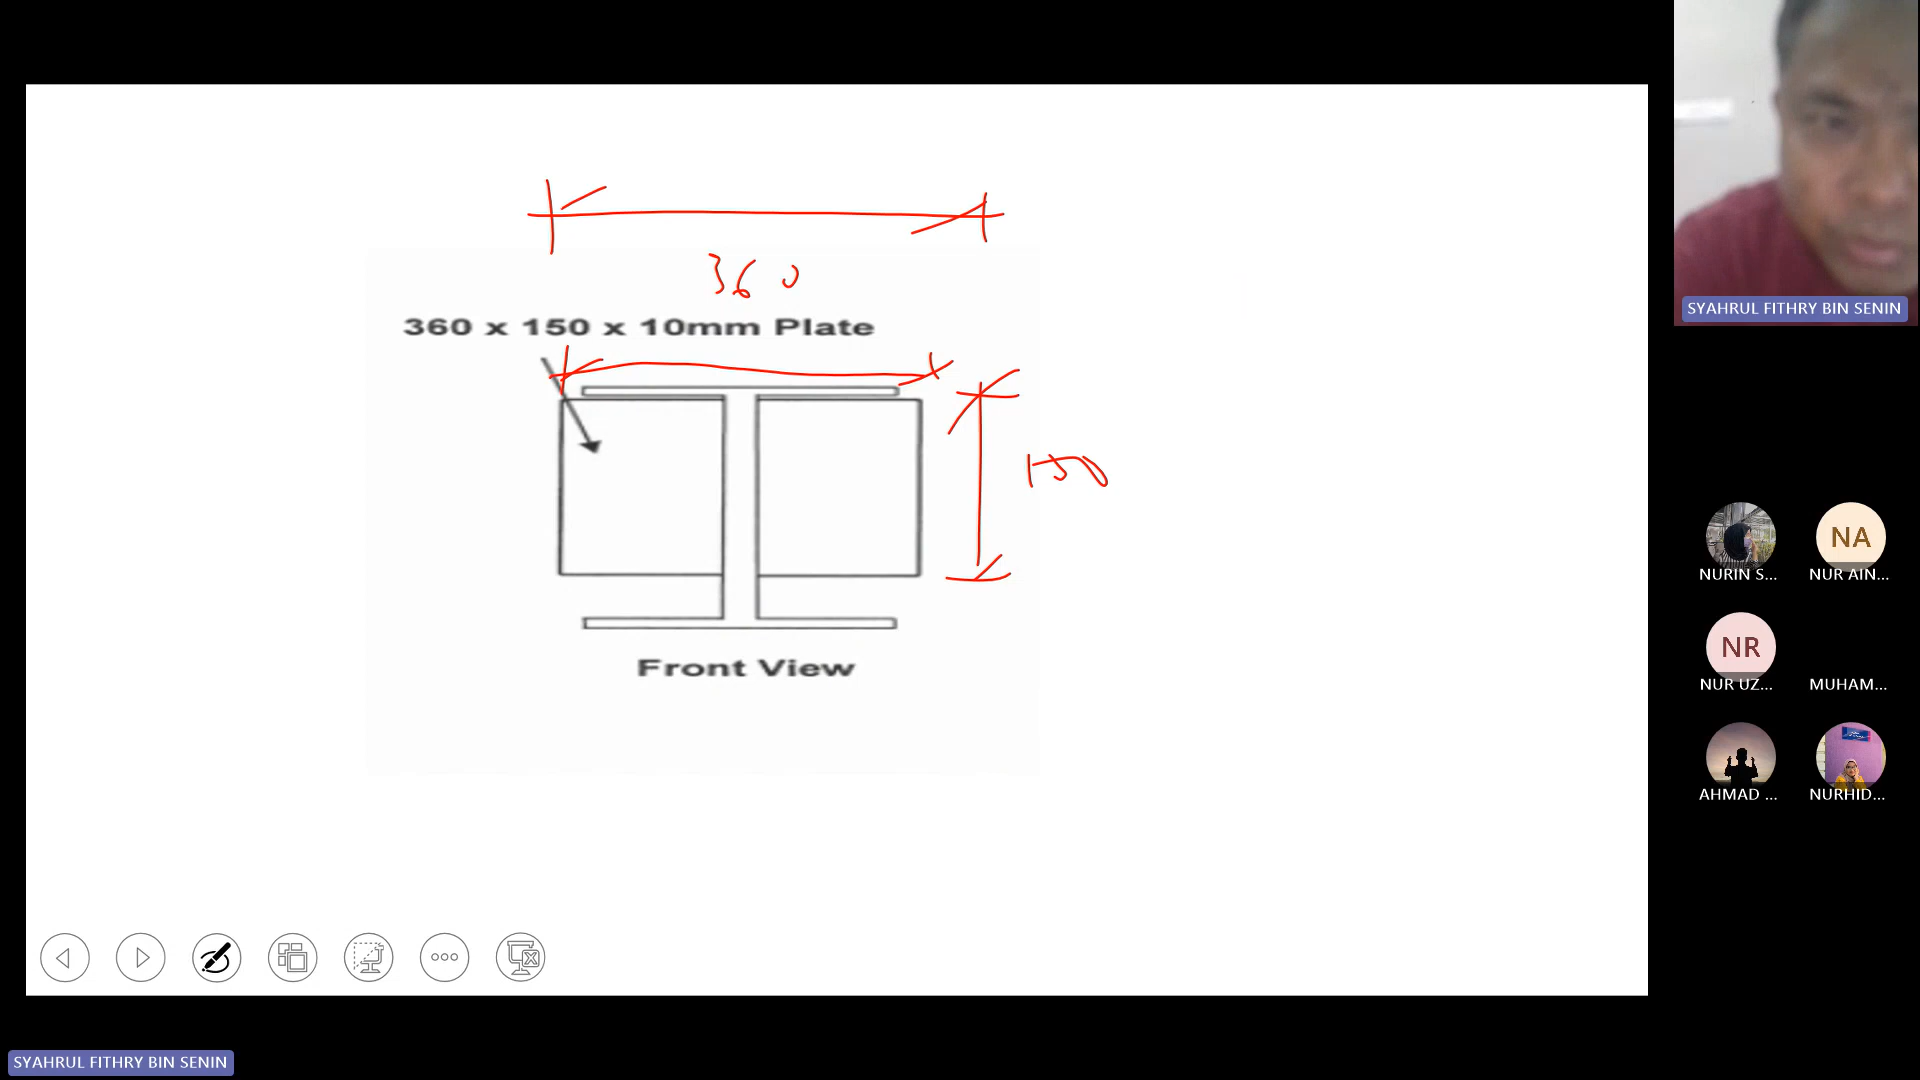 360
360 x 150 x 10mm Plate
150
Front View
SYAHRUL FITHRY BIN SENIN
NURIN S...
NA
NUR AIN...
NR
NUR UZ...
MUHAM...
AHMAD ...
NURHID...
SYAHRUL FITHRY BIN SENIN